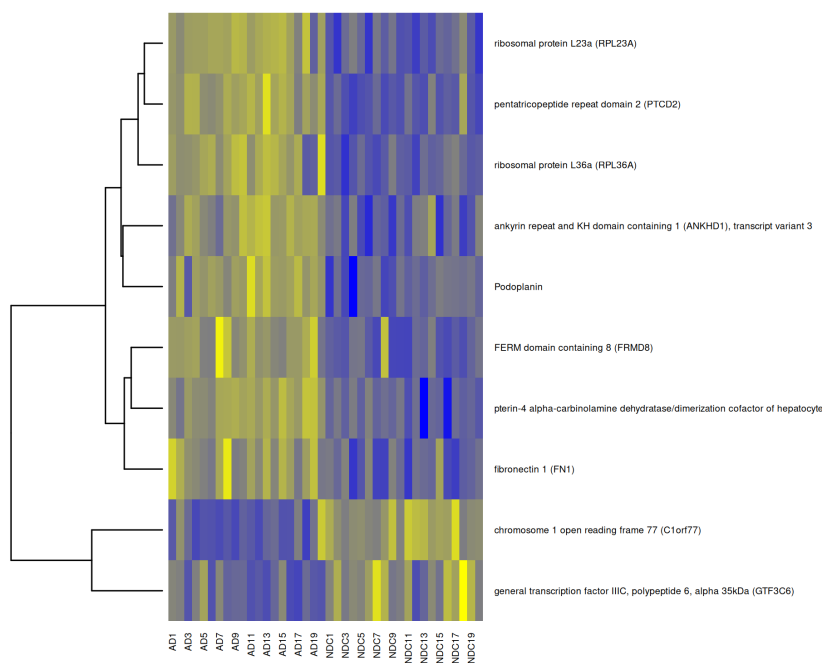 ribosomal protein L23a (RPL23A)
pentatricopeptide repeat domain 2 (PTCD2)
ribosomal protein L36a (RPL36A)
ankyrin repeat and KH domain containing 1 (ANKHD1), transcript variant 3
Podoplanin
FERM domain containing 8 (FRMD8)
pterin-4 alpha-carbinolamine dehydratase/dimerization cofactor of hepatocyte
fibronectin 1 (FN1)
chromosome 1 open reading frame 77 (C1orf77)
general transcription factor IIIC, polypeptide 6, alpha 35kDa (GTF3C6)
AD1
AD3
AD5
AD7
AD9
AD11
AD13
AD15
AD17
AD19
NDC1
NDC3
NDC5
NDC7
NDC9
NDC11
NDC13
NDC15
NDC17
NDC19